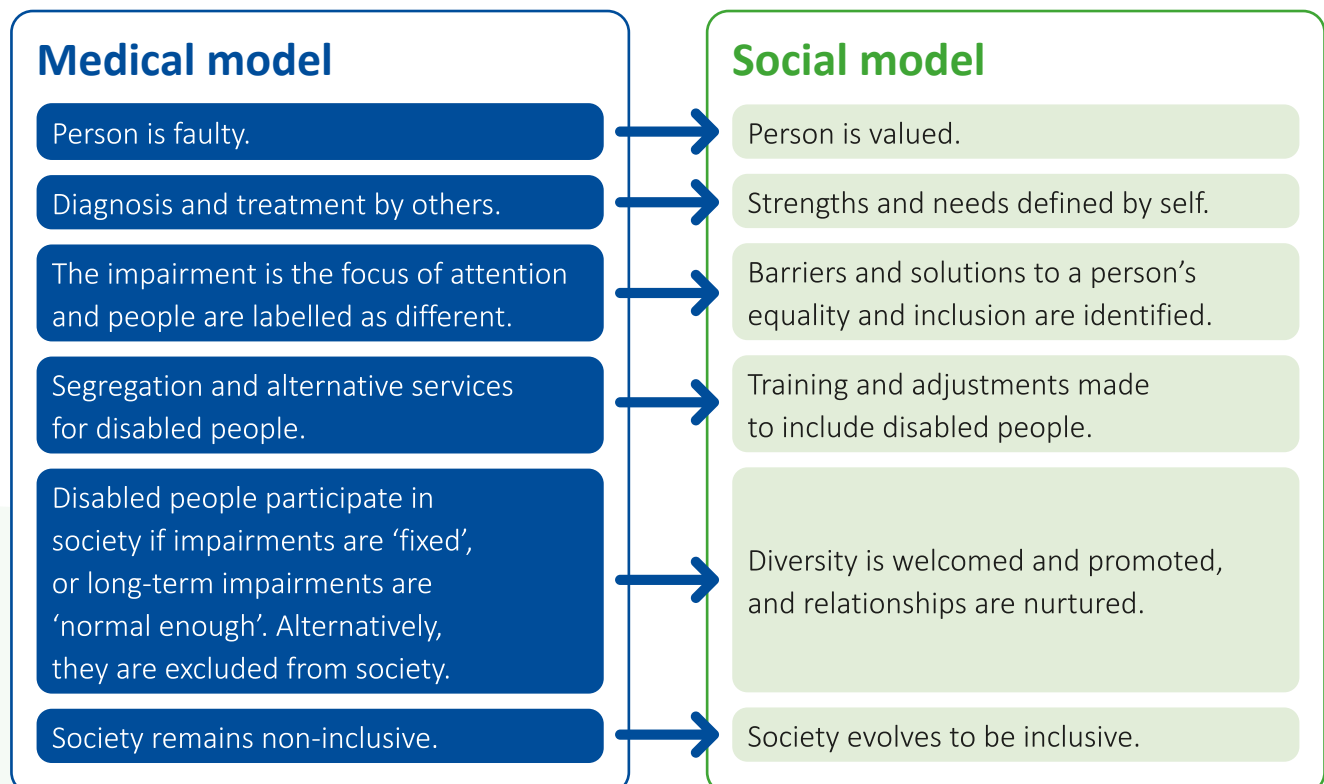 Medical model
Person is faulty.
Diagnosis and treatment by others.
The impairment is the focus of attention
and people are labelled as different.
Segregation and alternative services
for disabled people.
Disabled people participate in
society if impairments are ‘fixed’,
or long-term impairments are
‘normal enough’. Alternatively,
they are excluded from society.
Society remains non-inclusive.
Social model
Person is valued.
Strengths and needs defined by self.
Barriers and solutions to a person’s
equality and inclusion are identified.
Training and adjustments made
to include disabled people.
Diversity is welcomed and promoted,
and relationships are nurtured.
Society evolves to be inclusive.